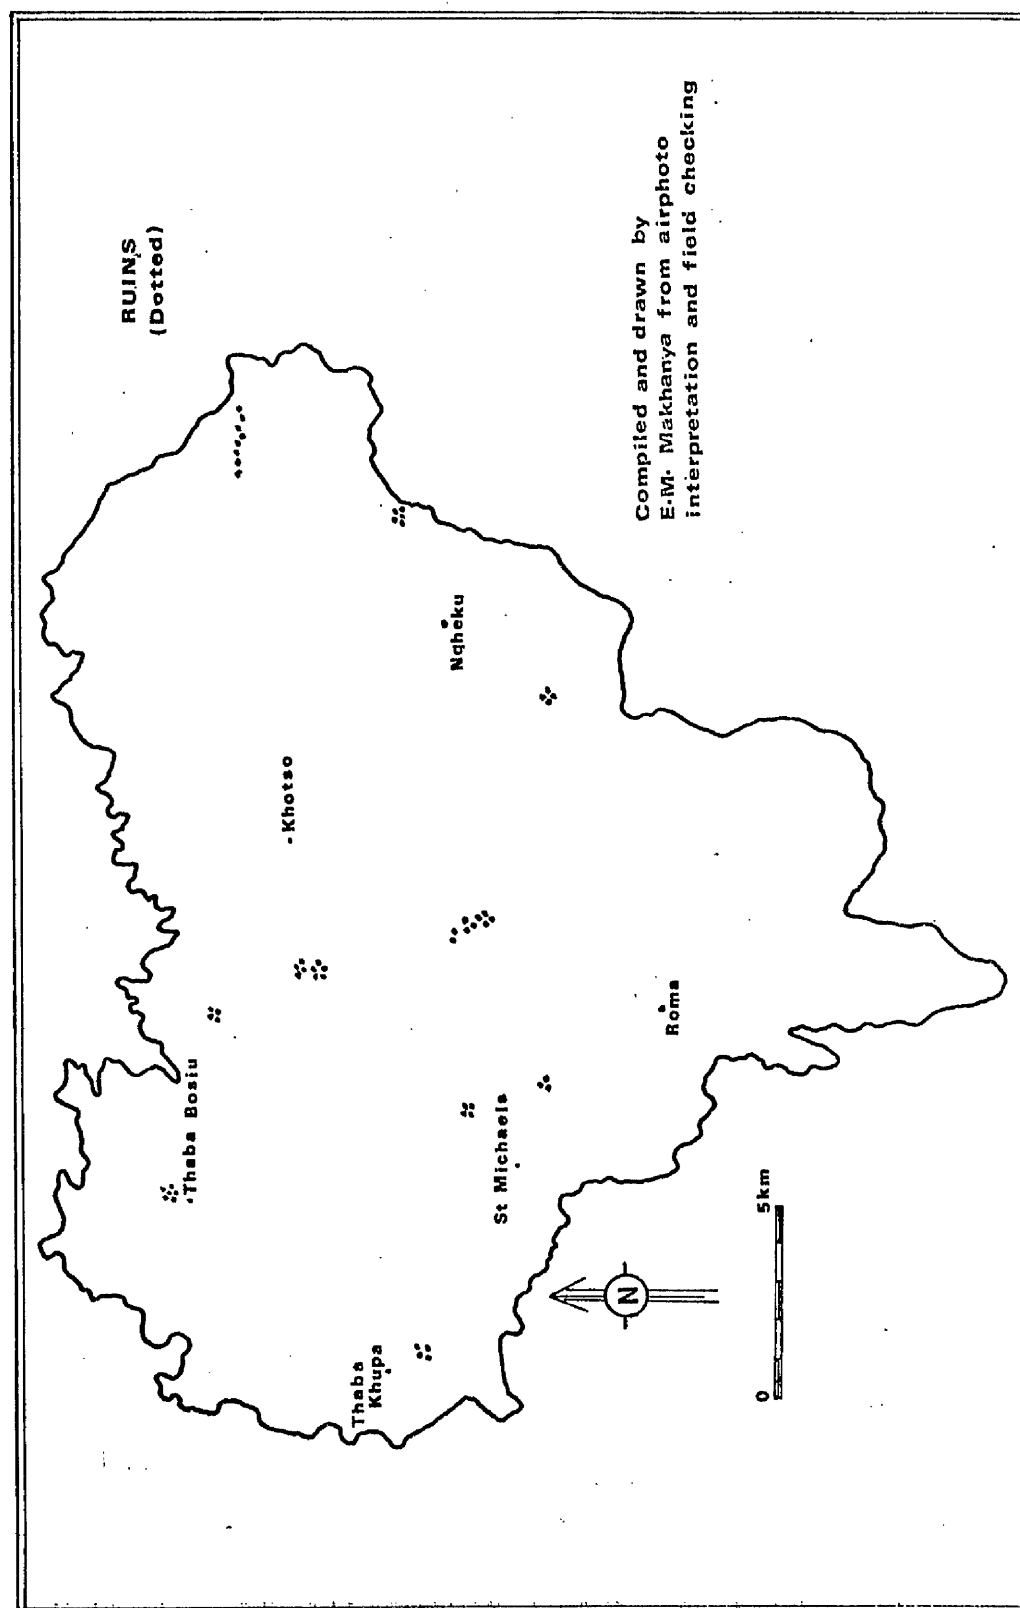 RUINS
(Dotted)
Thaba Bosiu
Khotso
Nqheku
Thaba
Khupa
St Michaels
Roma
N
0 5km
Compiled and drawn by
E.M. Makhanya from airphoto
interpretation and field checking